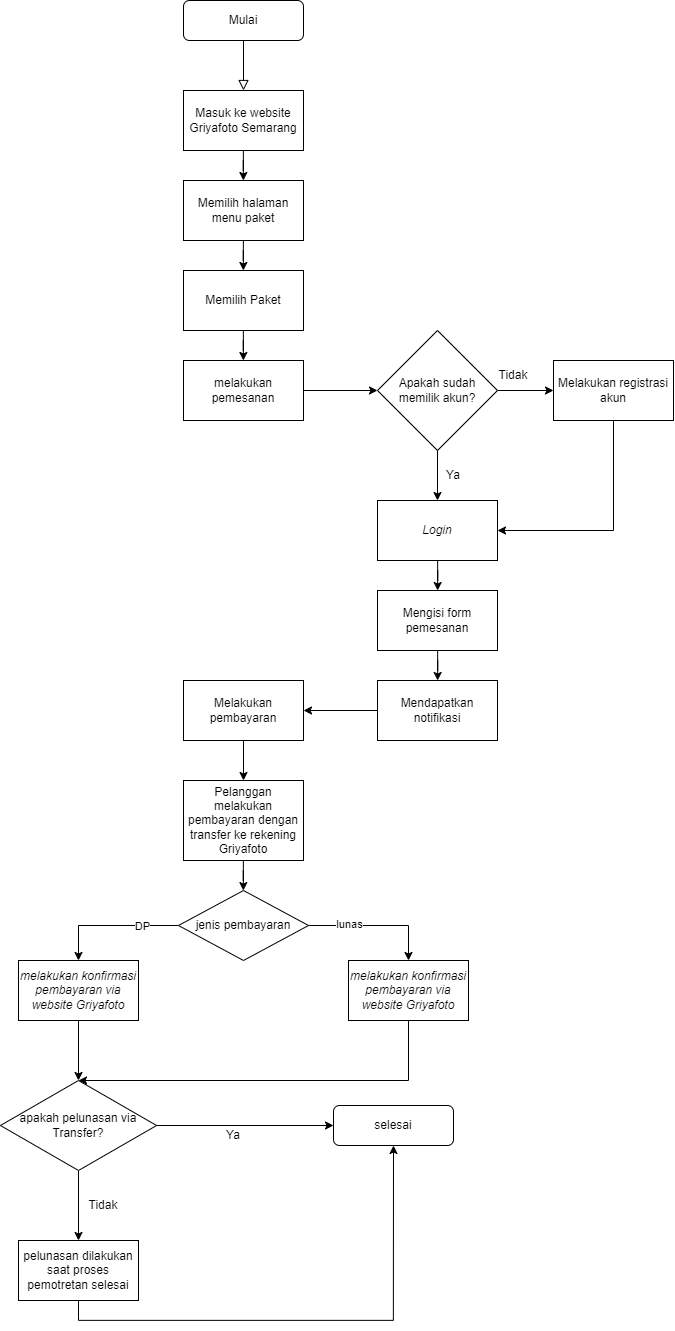 Mulai
Masuk ke website
Griyafoto Semarang
Memilih halaman
menu paket
Memilih Paket
melakukan
pemesanan
Apakah sudah
memilik akun?
Tidak
Melakukan registrasi
akun
Ya
Login
Mengisi form
pemesanan
Mendapatkan
notifikasi
Melakukan
pembayaran
Pelanggan
melakukan
pembayaran dengan
transfer ke rekening
Griyafoto
jenis pembayaran
DP
lunas
melakukan konfirmasi
pembayaran via
website Griyafoto
melakukan konfirmasi
pembayaran via
website Griyafoto
apakah pelunasan via
Transfer?
Ya
selesai
Tidak
pelunasan dilakukan
saat proses
pemotretan selesai